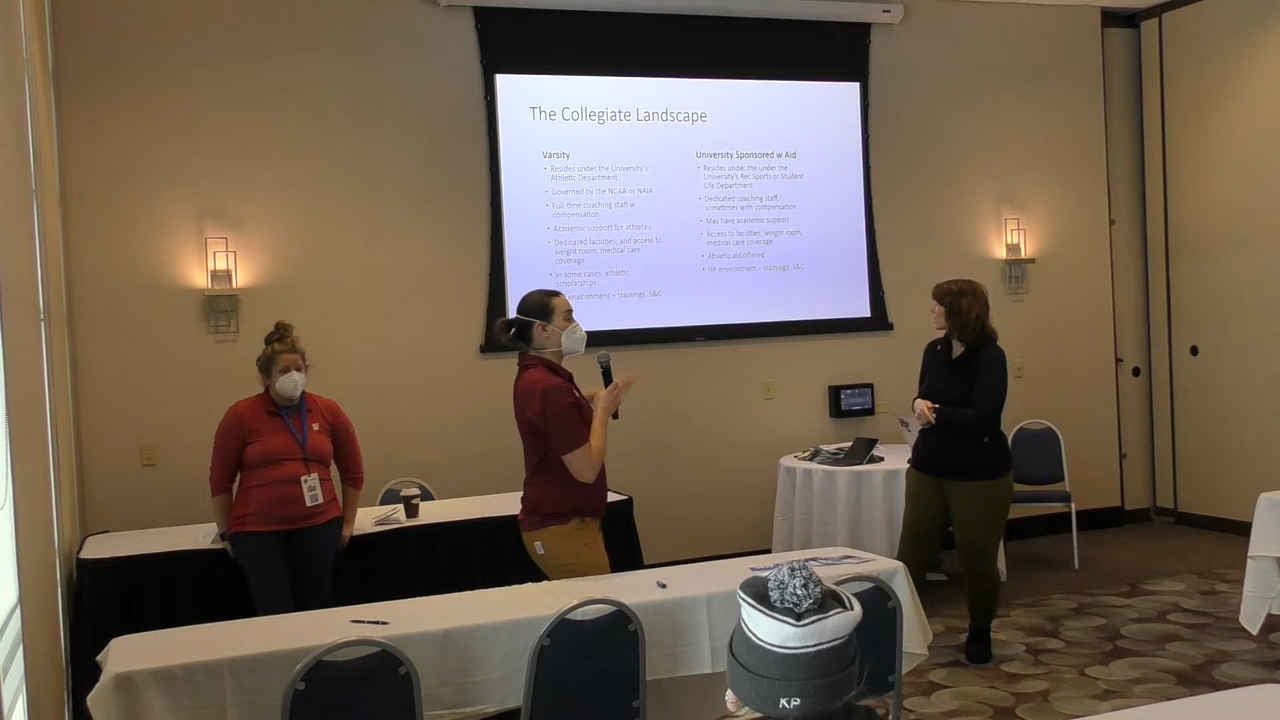 The Collegiate Landscape
Varsity
• Resides under the University's
Athletic Department
• Governed by the NCAA or NAIA
• Full time coaching staff w
compensation
• Academic support for athletes
• Dedicated facilities, and access to
weight room, medical care
coverage
• In some cases, athletic
scholarships
environment – trainings, S&C
University Sponsored w Aid
• Resides under the under the
University's Rec Sports or Student
Life Department
• Dedicated coaching staff,
sometimes with compensation
• May have academic support
• Access to facilities, weight room,
medical care coverage
• Athletic aid offered
• HP environment – trainings, S&C
KP